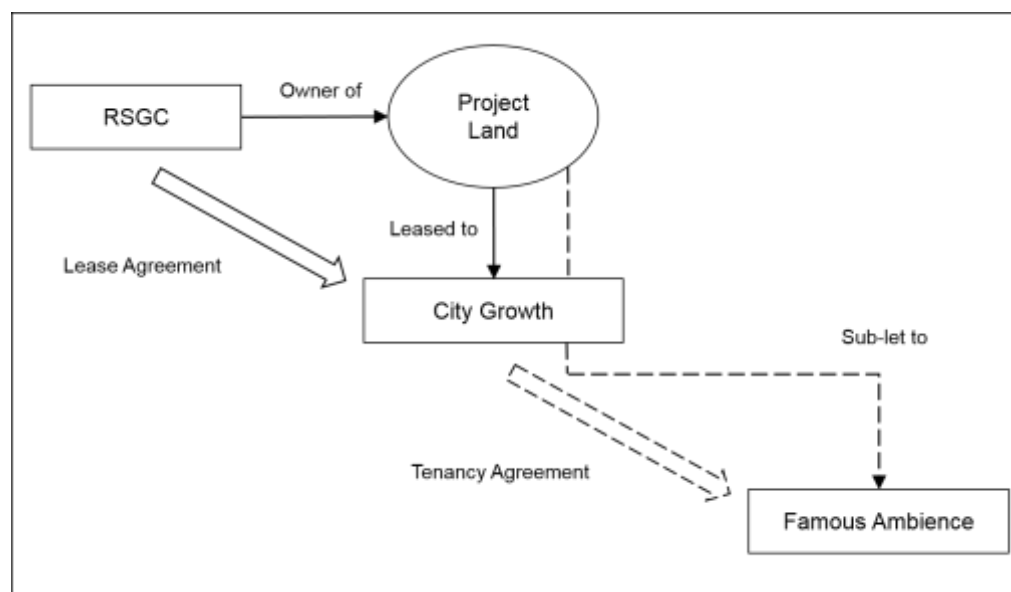 Owner of
RSGC
Project
Land
Leased to
Lease Agreement
City Growth
Sub-let to
Tenancy Agreement
Famous Ambience